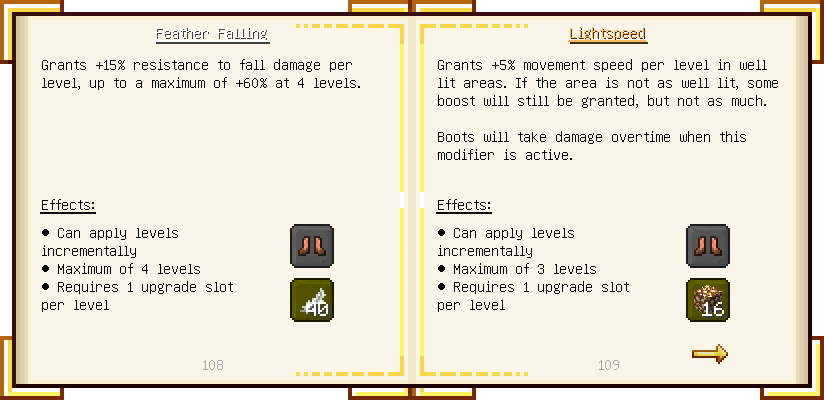 Feather Falling
Grants +15% resistance to fall damage per
level, up to a maximum of +60% at 4 levels.
Effects:
● Can apply levels
incrementally
● Maximum of 4 levels
● Requires 1 upgrade slot
per level
40
108
Lightspeed
Grants +5% movement speed per level in well
lit areas. If the area is not as well lit, some
boost will still be granted, but not as much.
Boots will take damage overtime when this
modifier is active.
Effects:
● Can apply levels
incrementally
● Maximum of 3 levels
● Requires 1 upgrade slot
per level
16
109